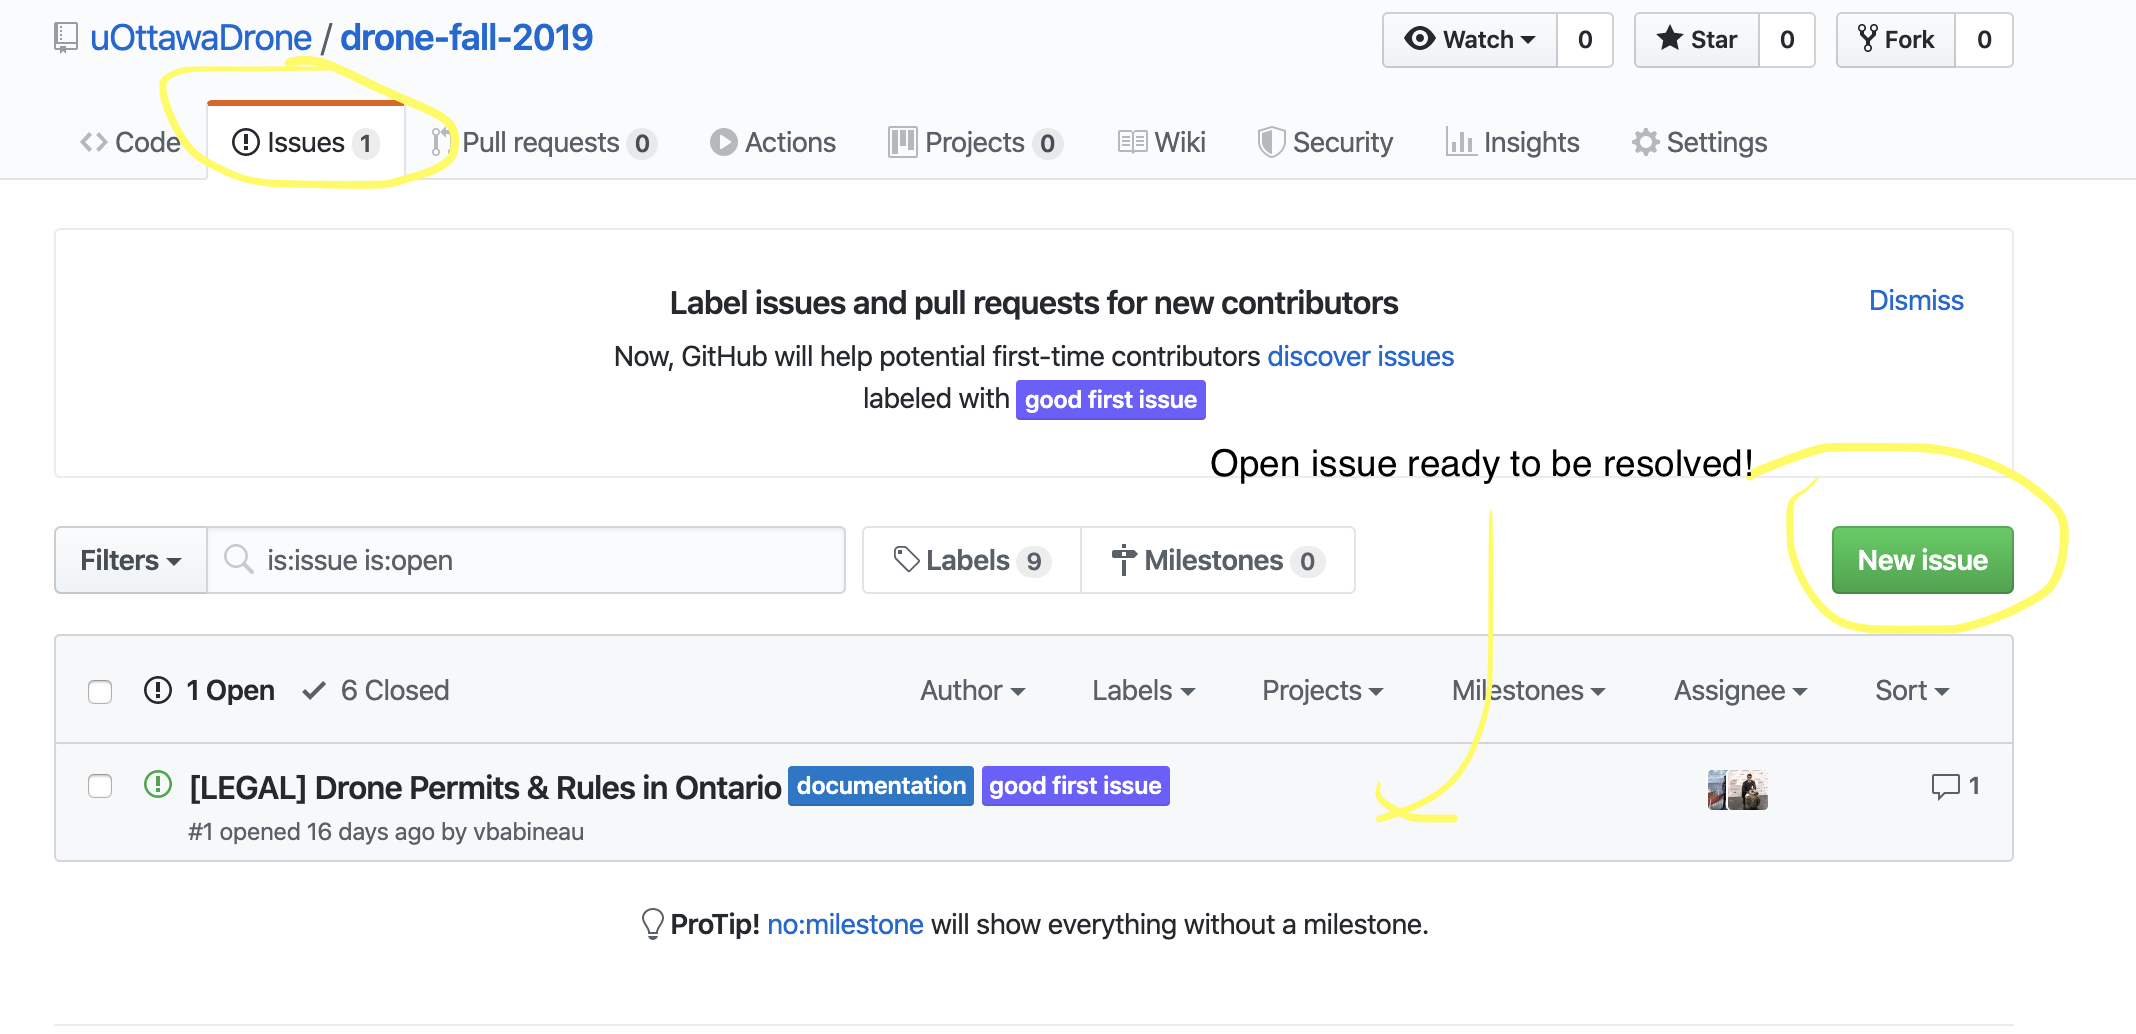 uOttawaDrone / drone-fall-2019
Watch 0 Star 0 Fork 0
Code Issues 1 Pull requests 0 Actions Projects 0 Wiki Security Insights Settings
Label issues and pull requests for new contributors
Dismiss
Now, GitHub will help potential first-time contributors discover issues
labeled with good first issue
Open issue ready to be resolved!
Filters is:issue is:open Labels 9 Milestones 0 New issue
1 Open 6 Closed Author Labels Projects Milestones Assignee Sort
[LEGAL] Drone Permits & Rules in Ontario documentation good first issue 1
#1 opened 16 days ago by vbabineau
ProTip! no:milestone will show everything without a milestone.